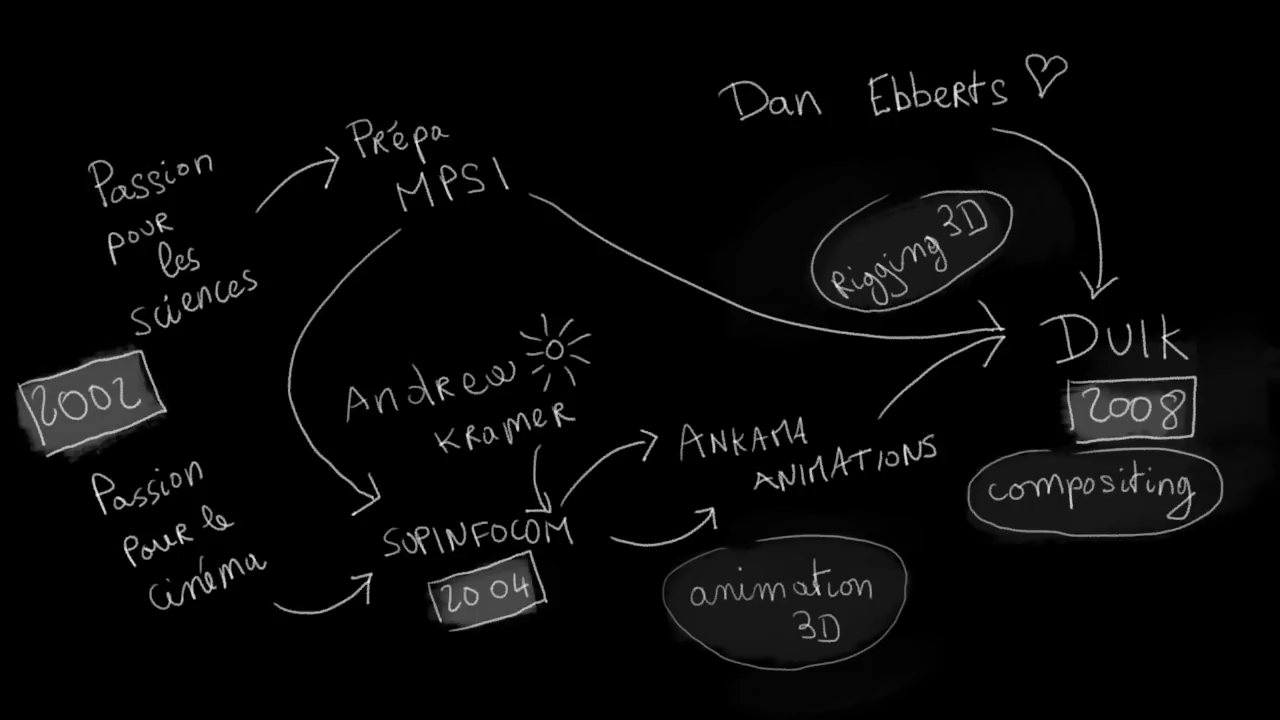 Dan Ebberts ♡
Prépa
MPSI
Passion
pour
les
sciences
Rigging 3D
2002
Andrew
Kramer
DUIK
2008
ANKAMA
ANIMATIONS
compositing
Passion
pour le
cinéma
SUPINFOCOM
2004
animation
3D